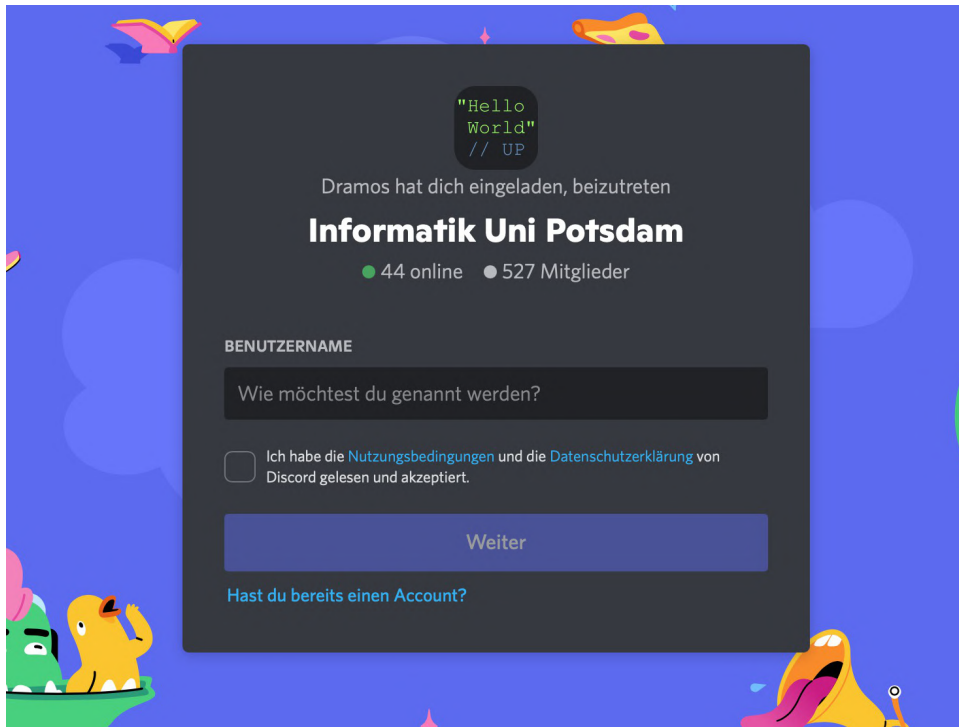 "Hello
World"
// UP
Dramos hat dich eingeladen, beizutreten
Informatik Uni Potsdam
44 online 527 Mitglieder
BENUTZERNAME
Wie möchtest du genannt werden?
Ich habe die Nutzungsbedingungen und die Datenschutzerklärung von
Discord gelesen und akzeptiert.
Weiter
Hast du bereits einen Account?